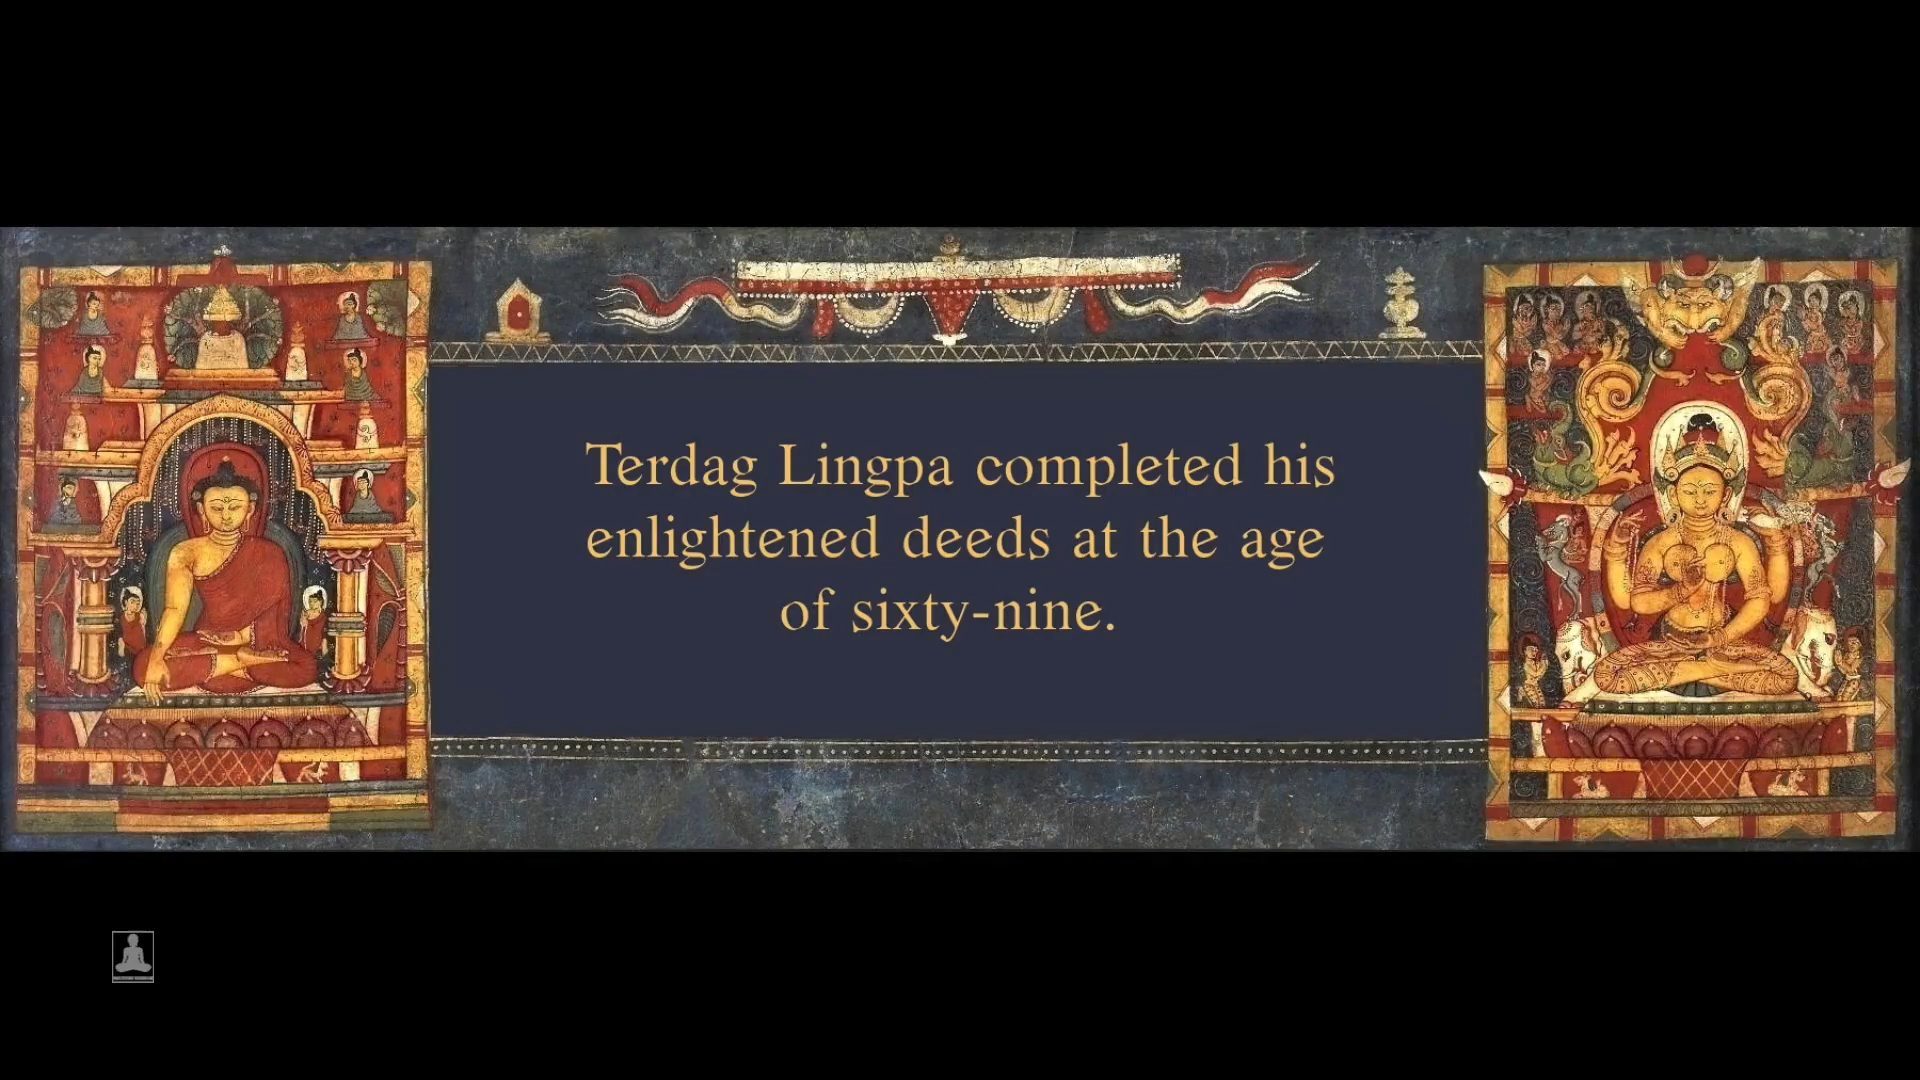 Terdag Lingpa completed his
enlightened deeds at the age
of sixty-nine.